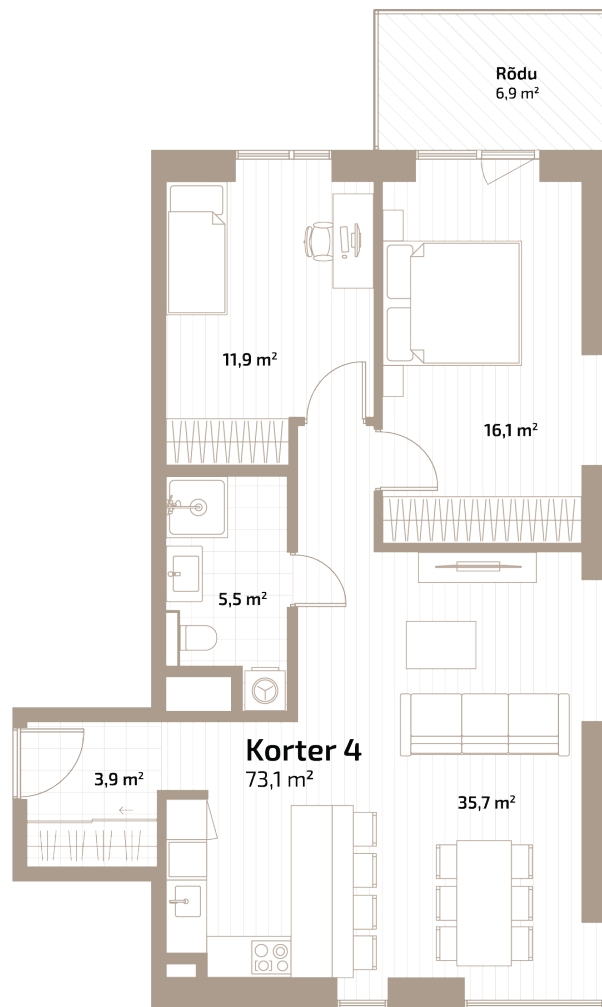 Rõdu
6,9 m²
11,9 m²
16,1 m²
5,5 m²
Korter 4
73,1 m²
3,9 m²
35,7 m²